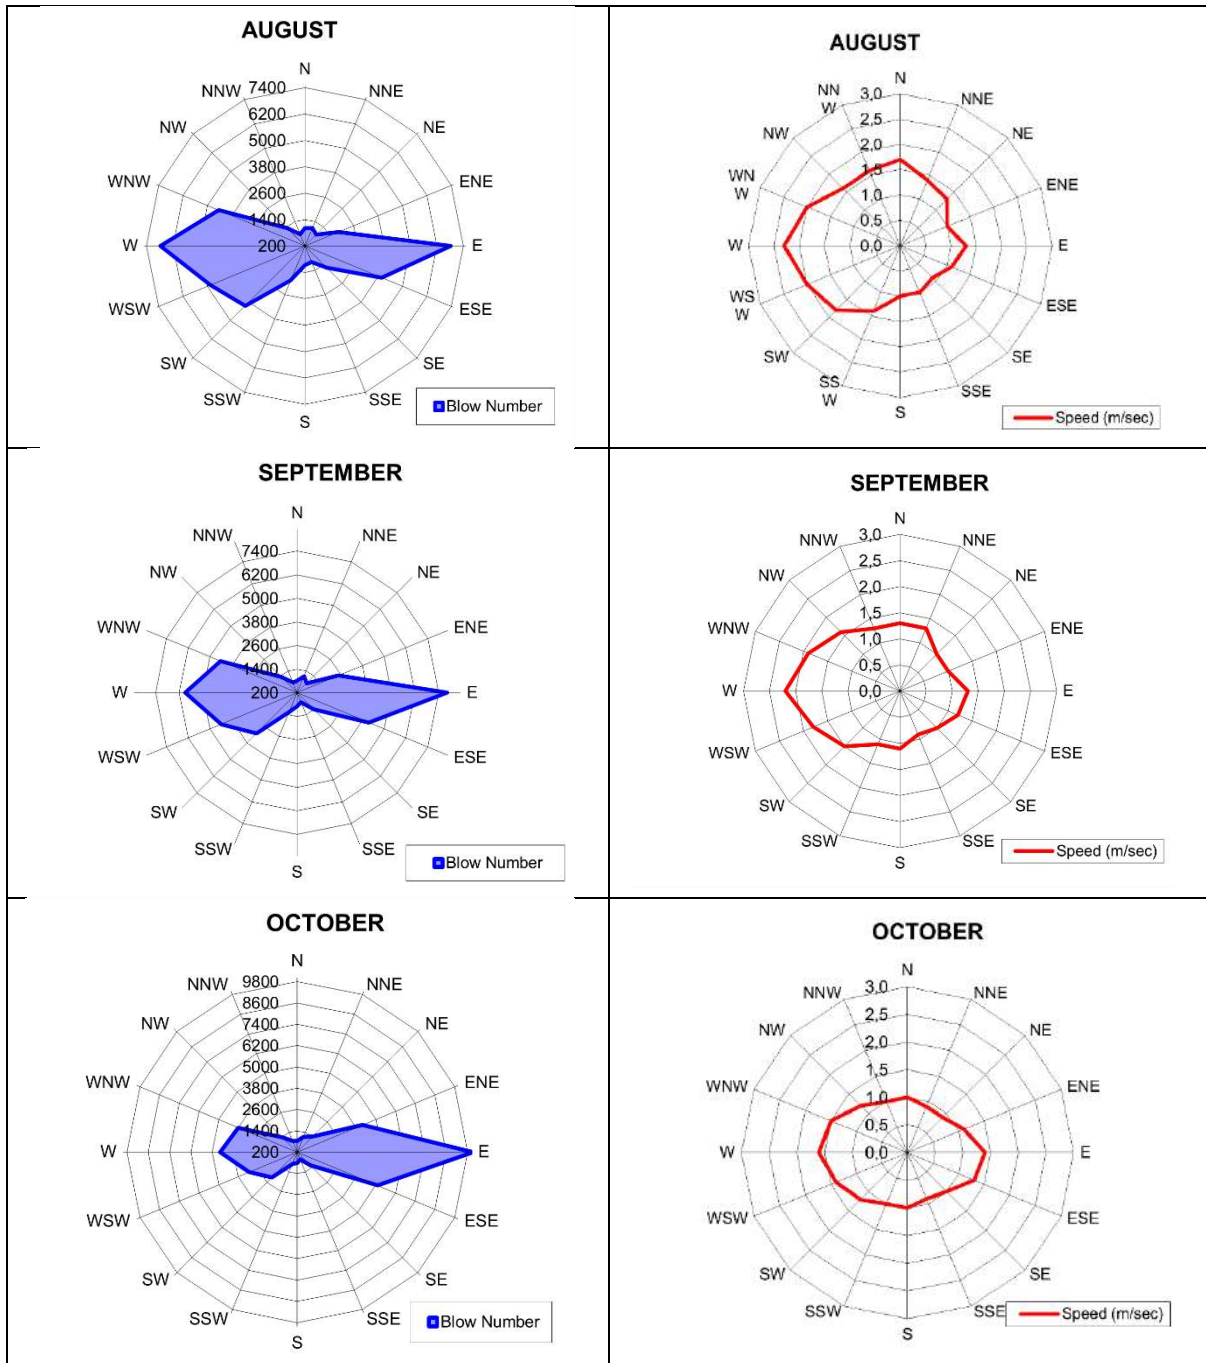 AUGUST
N
NNE
NE
ENE
E
ESE
SE
SSE
S
SSW
SW
WSW
W
WNW
NW
NNW
7400
6200
5000
3800
2600
1400
200
Blow Number
AUGUST
N
NNE
NE
ENE
E
ESE
SE
SSE
S
SS
W
SW
WS
W
W
WN
W
NW
NN
W
3,0
2,5
2,0
1,5
1,0
0,5
0,0
Speed (m/sec)
SEPTEMBER
N
NNE
NE
ENE
E
ESE
SE
SSE
S
SSW
SW
WSW
W
WNW
NW
NNW
7400
6200
5000
3800
2600
1400
200
Blow Number
SEPTEMBER
N
NNE
NE
ENE
E
ESE
SE
SSE
S
SSW
SW
WSW
W
WNW
NW
NNW
3,0
2,5
2,0
1,5
1,0
0,5
0,0
Speed (m/sec)
OCTOBER
N
NNE
NE
ENE
E
ESE
SE
SSE
S
SSW
SW
WSW
W
WNW
NW
NNW
9800
8600
7400
6200
5000
3800
2600
1400
200
Blow Number
OCTOBER
N
NNE
NE
ENE
E
ESE
SE
SSE
S
SSW
SW
WSW
W
WNW
NW
NNW
3,0
2,5
2,0
1,5
1,0
0,5
0,0
Speed (m/sec)